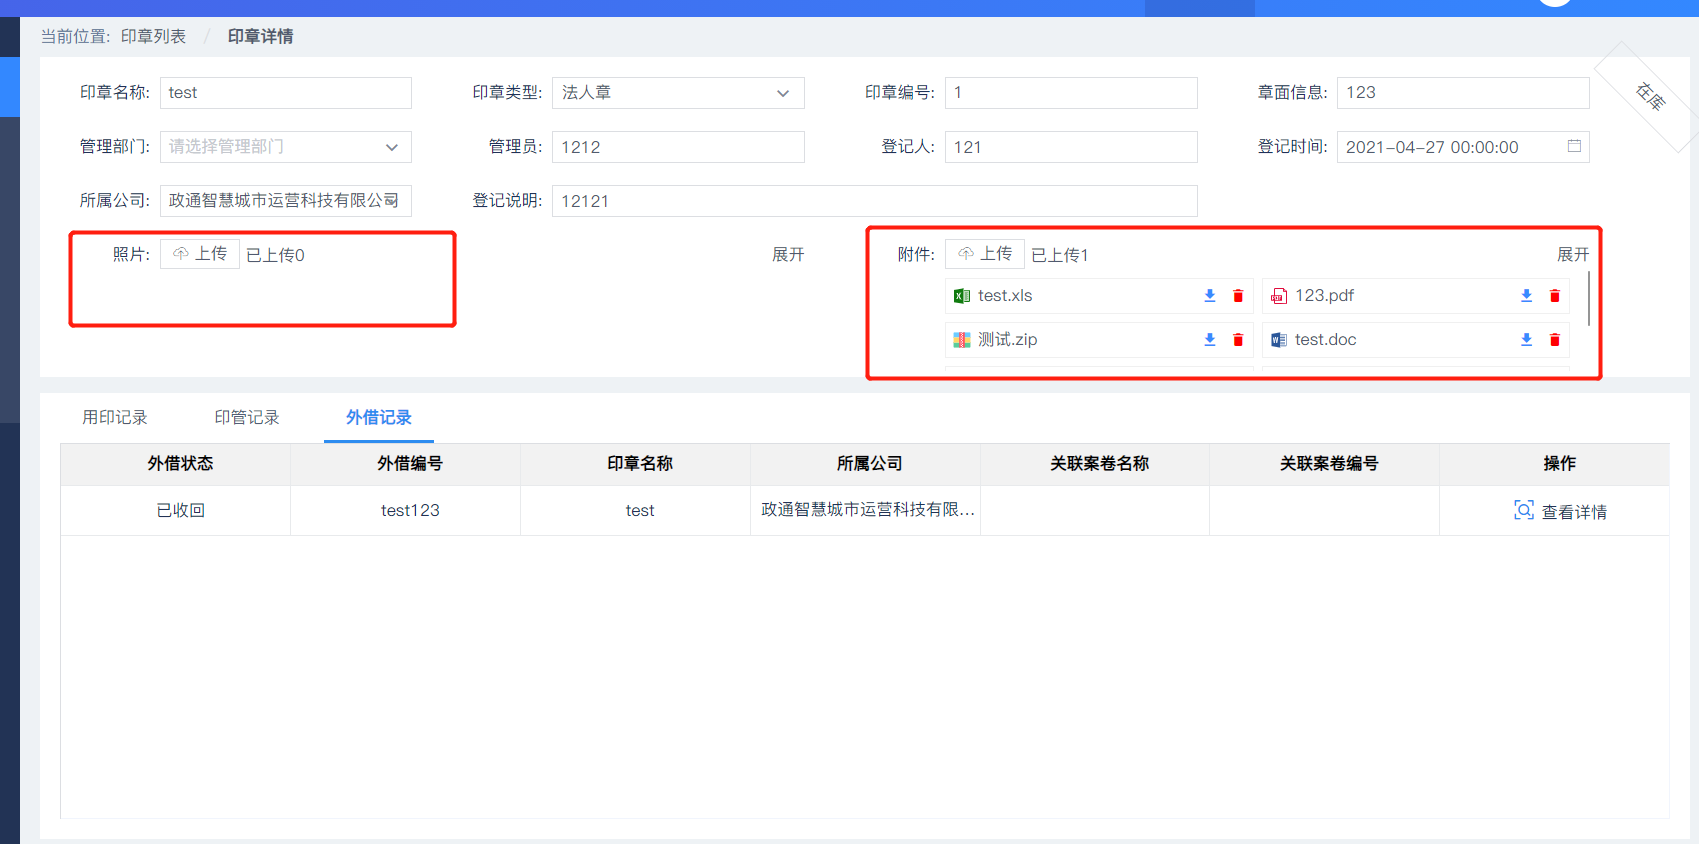 当前位置: 印章列表 / 印章详情
在库
印章名称: test 印章类型: 法人章 印章编号: 1 章面信息: 123
管理部门: 请选择管理部门 管理员: 1212 登记人: 121 登记时间: 2021-04-27 00:00:00
所属公司: 政通智慧城市运营科技有限公司 登记说明: 12121
照片: 上传 已上传0 展开 附件: 上传 已上传1 展开
test.xls 123.pdf
测试.zip test.doc
用印记录 印管记录 外借记录
外借状态 外借编号 印章名称 所属公司 关联案卷名称 关联案卷编号 操作
已收回 test123 test 政通智慧城市运营科技有限... 查看详情